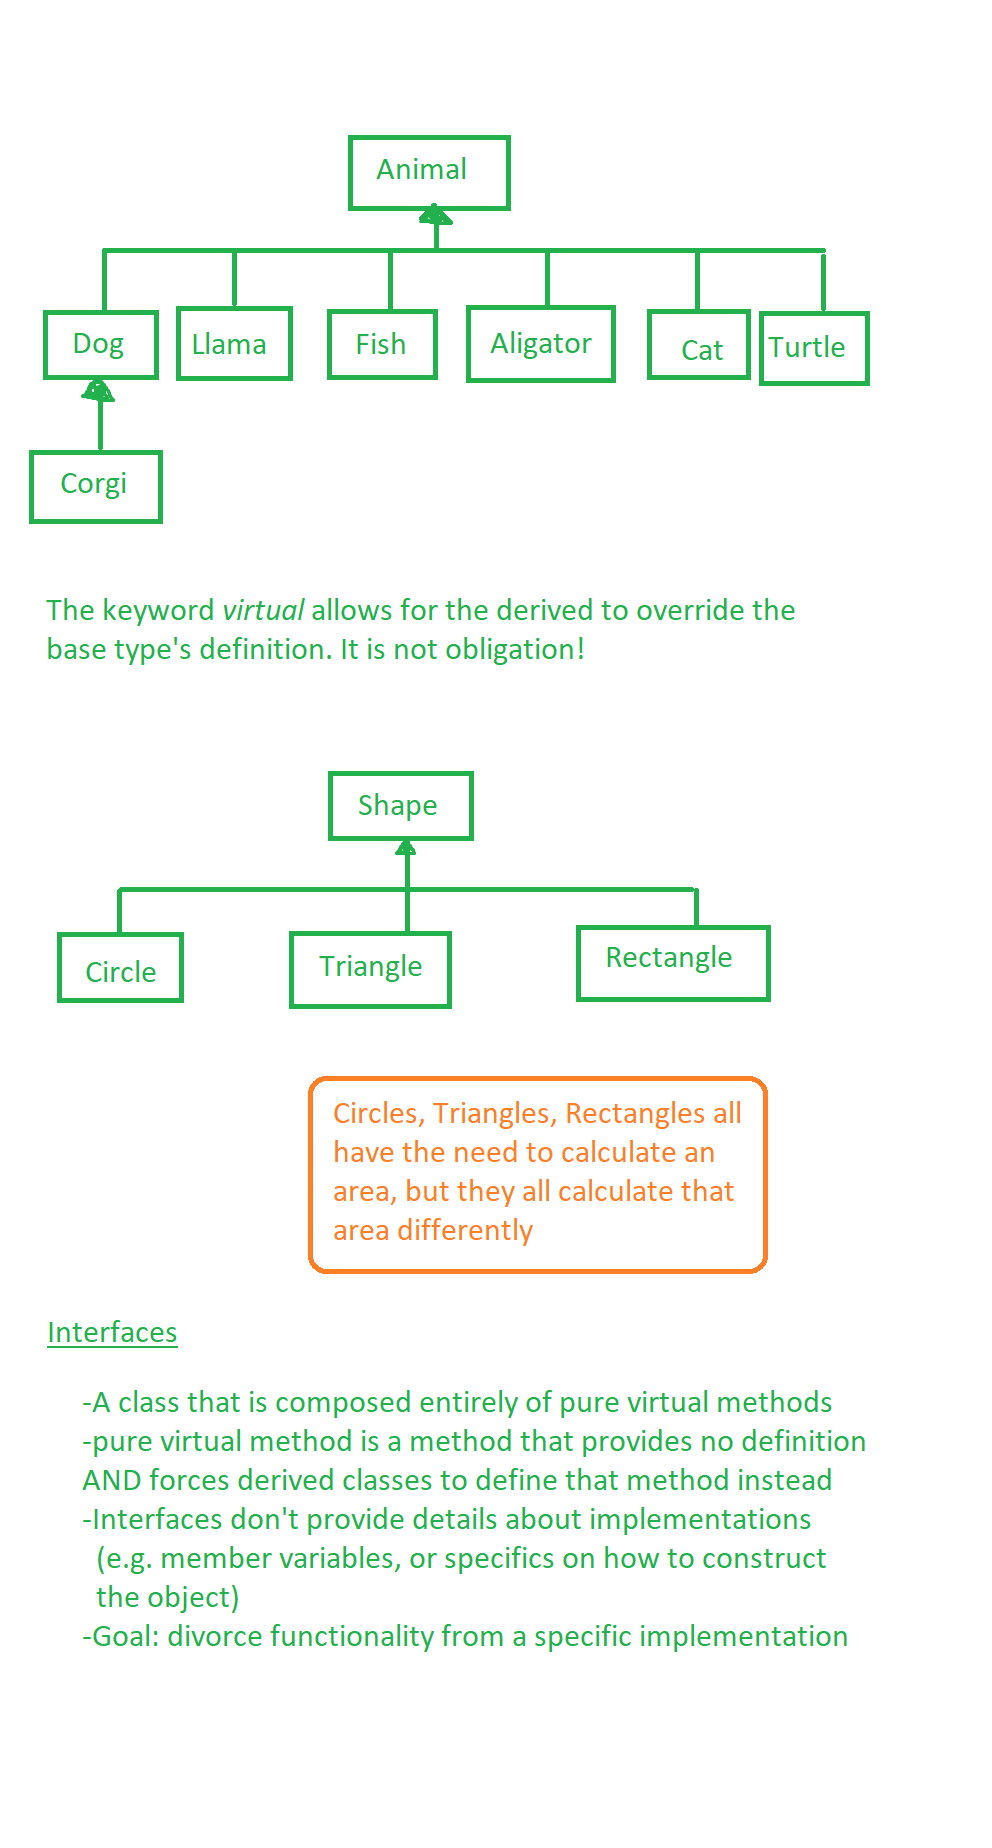 Animal
Dog
Llama
Fish
Aligator
Cat
Turtle
Corgi
The keyword virtual allows for the derived to override the
base type's definition. It is not obligation!
Shape
Circle
Triangle
Rectangle
Circles, Triangles, Rectangles all
have the need to calculate an
area, but they all calculate that
area differently
Interfaces
-A class that is composed entirely of pure virtual methods
-pure virtual method is a method that provides no definition
AND forces derived classes to define that method instead
-Interfaces don't provide details about implementations
(e.g. member variables, or specifics on how to construct
the object)
-Goal: divorce functionality from a specific implementation